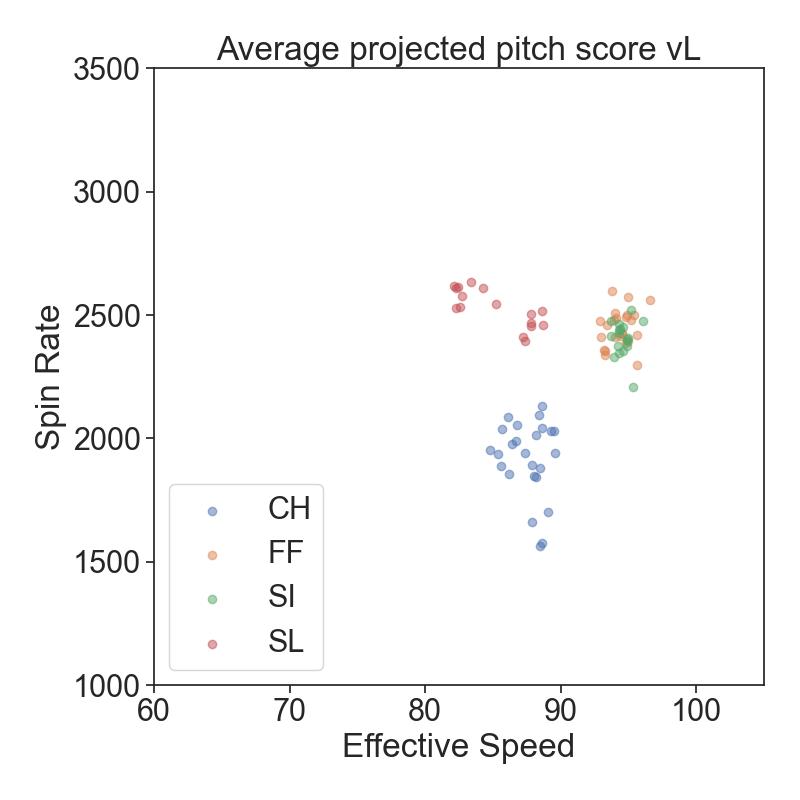 Average projected pitch score vL
3500
3000
2500
2000
1500
1000
Spin Rate
CH
FF
SI
SL
60 70 80 90 100
Effective Speed